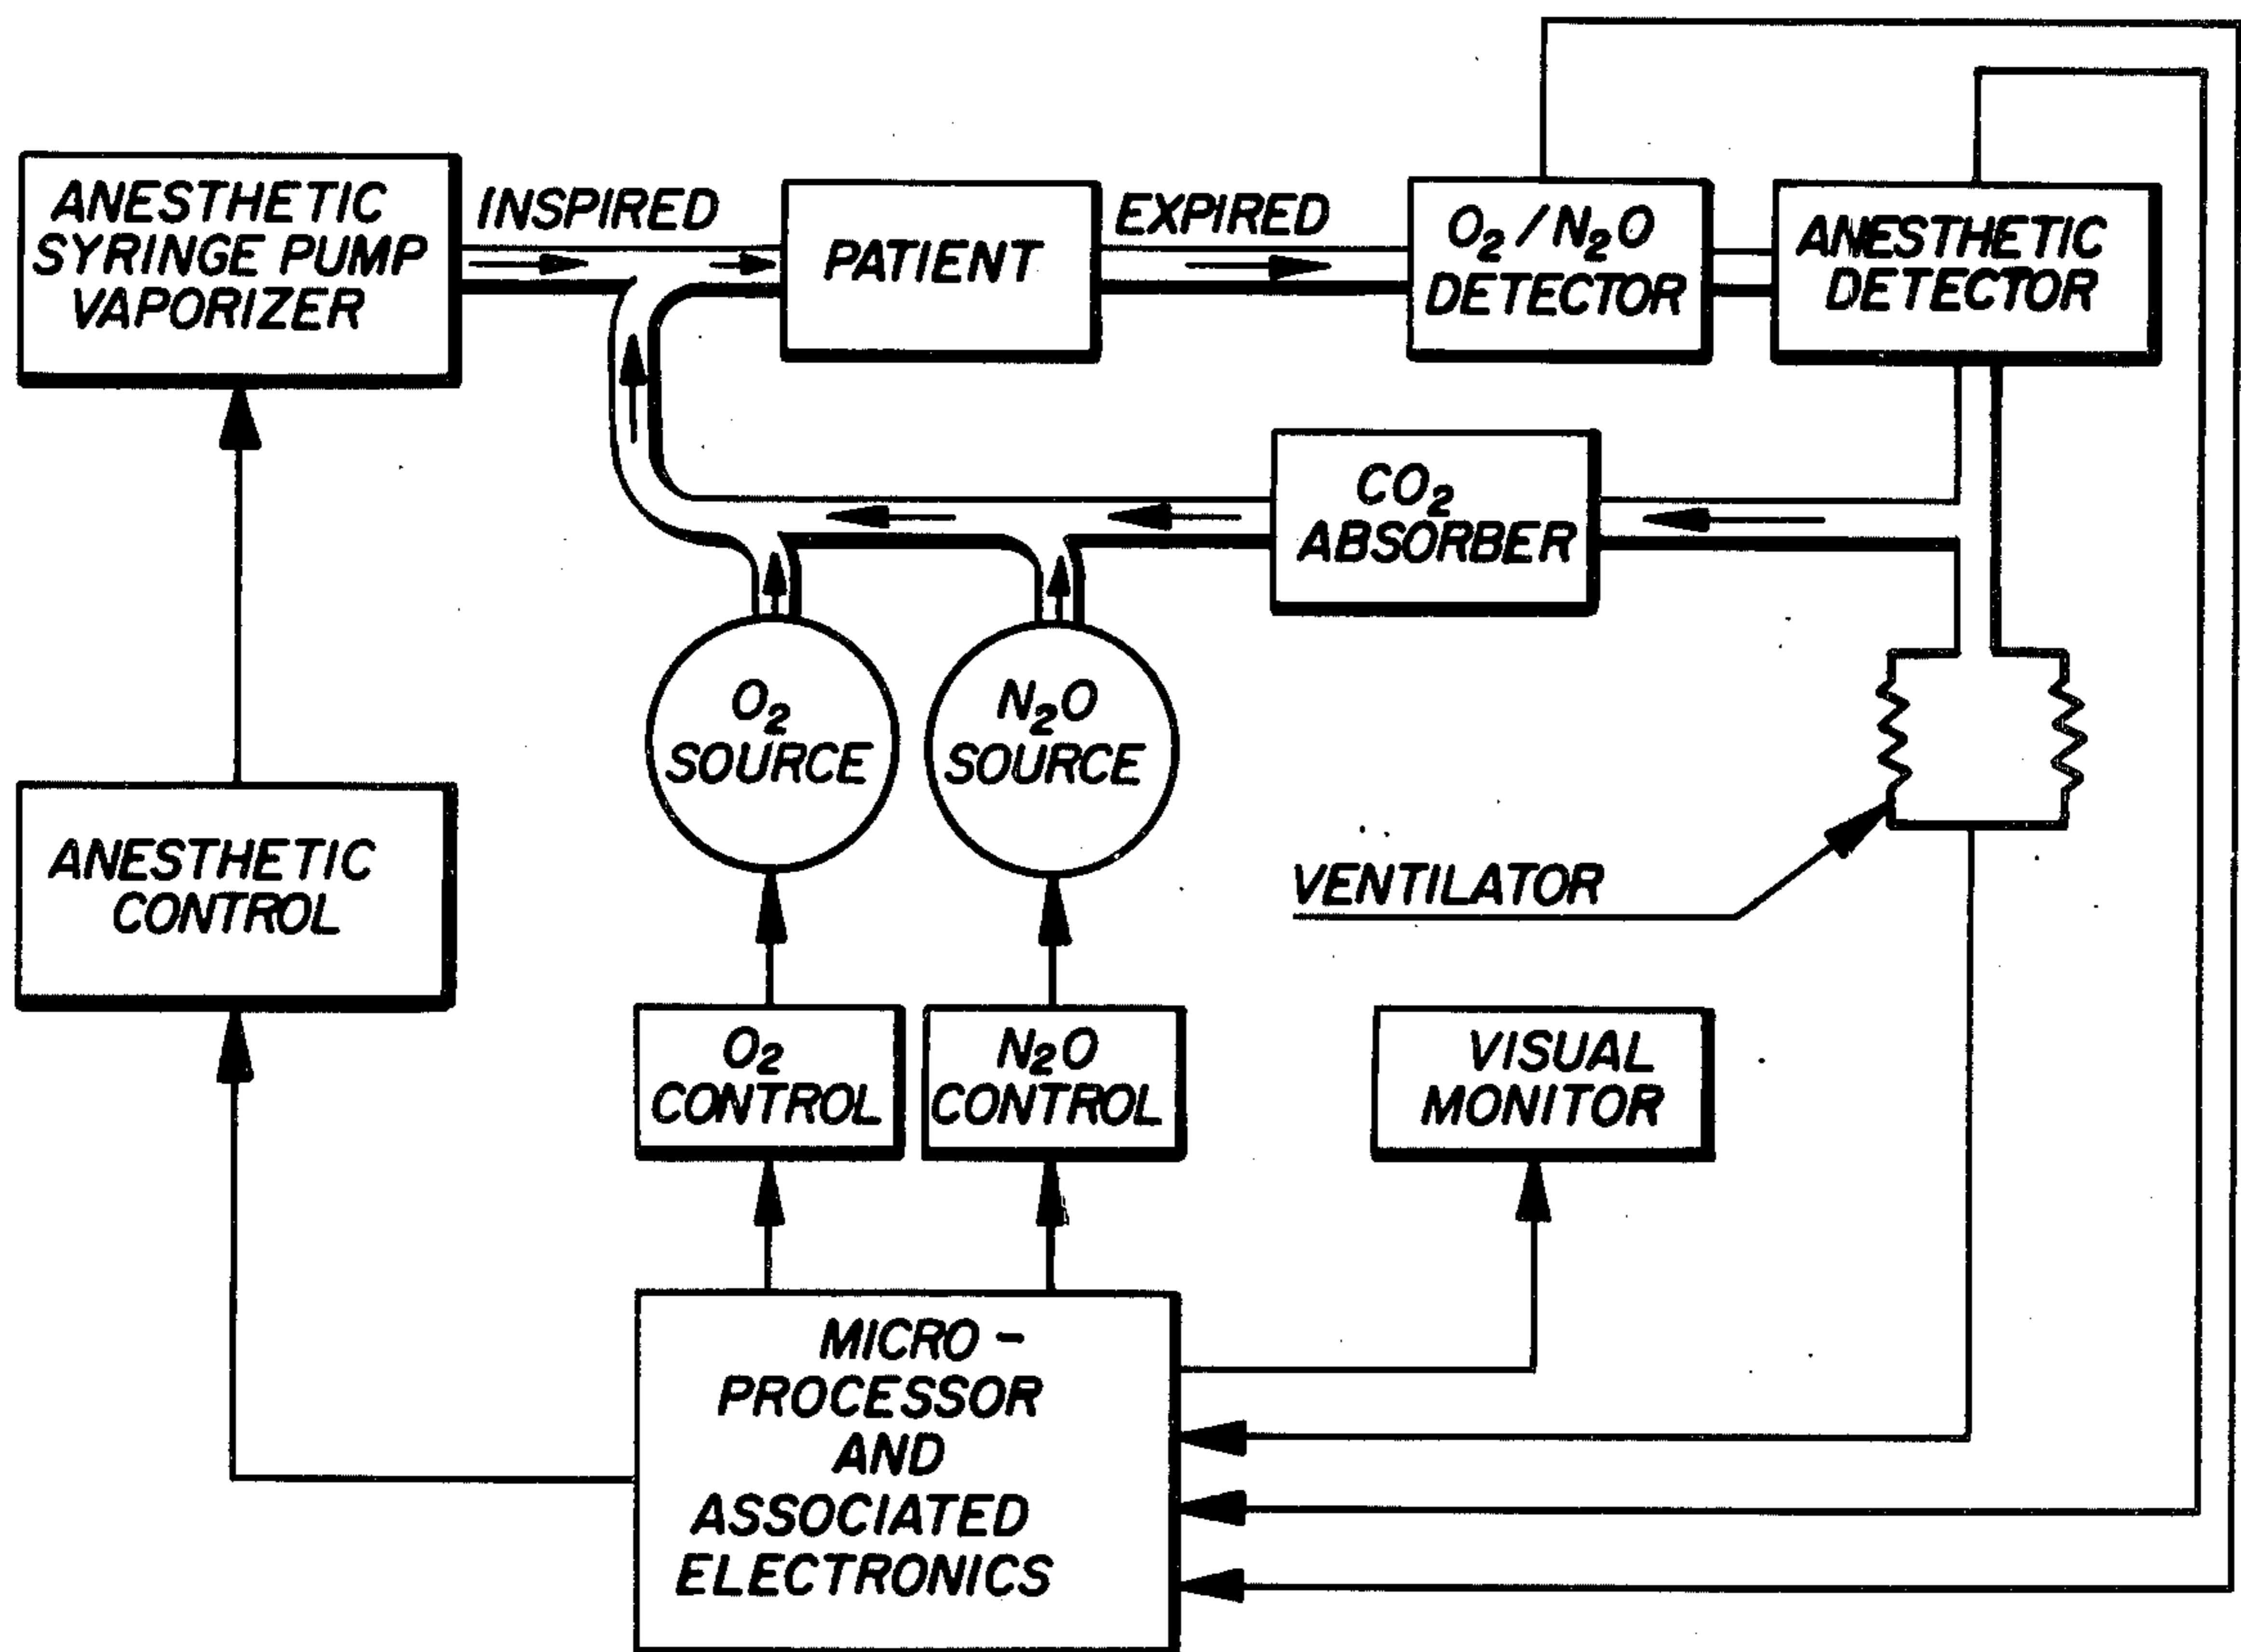 ANESTHETIC
SYRINGE PUMP
VAPORIZER
INSPIRED
PATIENT
EXPIRED
O₂/N₂O
DETECTOR
ANESTHETIC
DETECTOR
CO₂
ABSORBER
O₂
SOURCE
N₂O
SOURCE
ANESTHETIC
CONTROL
VENTILATOR
O₂
CONTROL
N₂O
CONTROL
VISUAL
MONITOR
MICRO-
PROCESSOR
AND
ASSOCIATED
ELECTRONICS